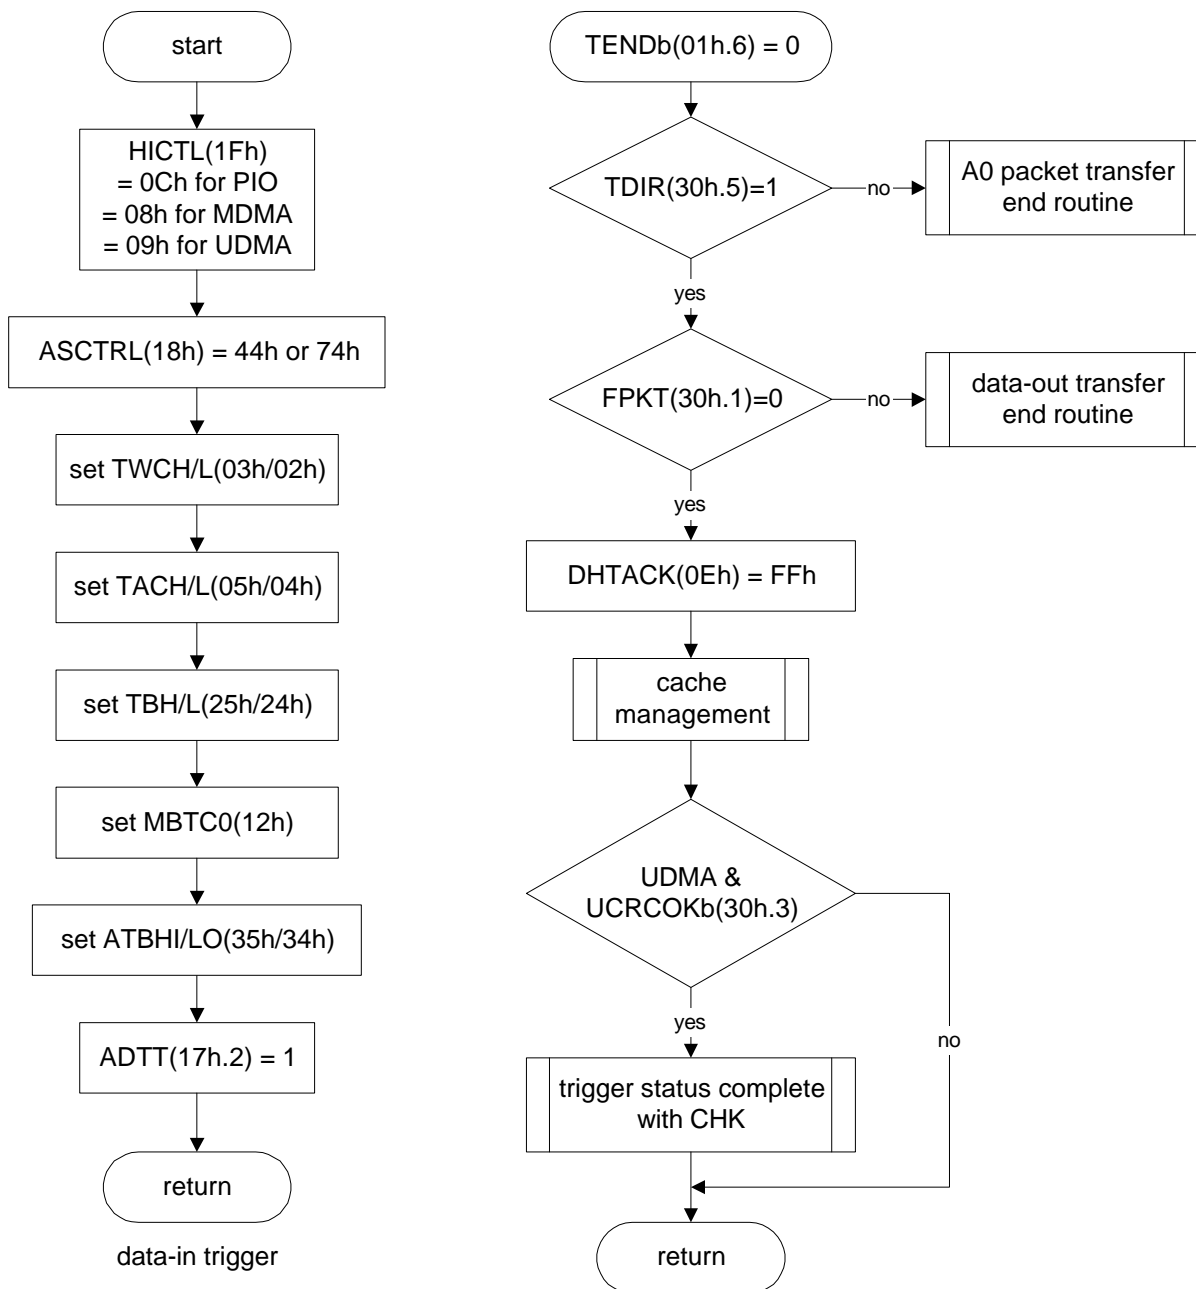 start
HICTL(1Fh)
= 0Ch for PIO
= 08h for MDMA
= 09h for UDMA
ASCTRL(18h) = 44h or 74h
set TWCH/L(03h/02h)
set TACH/L(05h/04h)
set TBH/L(25h/24h)
set MBTC0(12h)
set ATBHI/LO(35h/34h)
ADTT(17h.2) = 1
return
data-in trigger
TENDb(01h.6) = 0
TDIR(30h.5)=1
no
A0 packet transfer
end routine
yes
FPKT(30h.1)=0
no
data-out transfer
end routine
yes
DHTACK(0Eh) = FFh
cache
management
UDMA &
UCRCOKb(30h.3)
yes
no
trigger status complete
with CHK
return